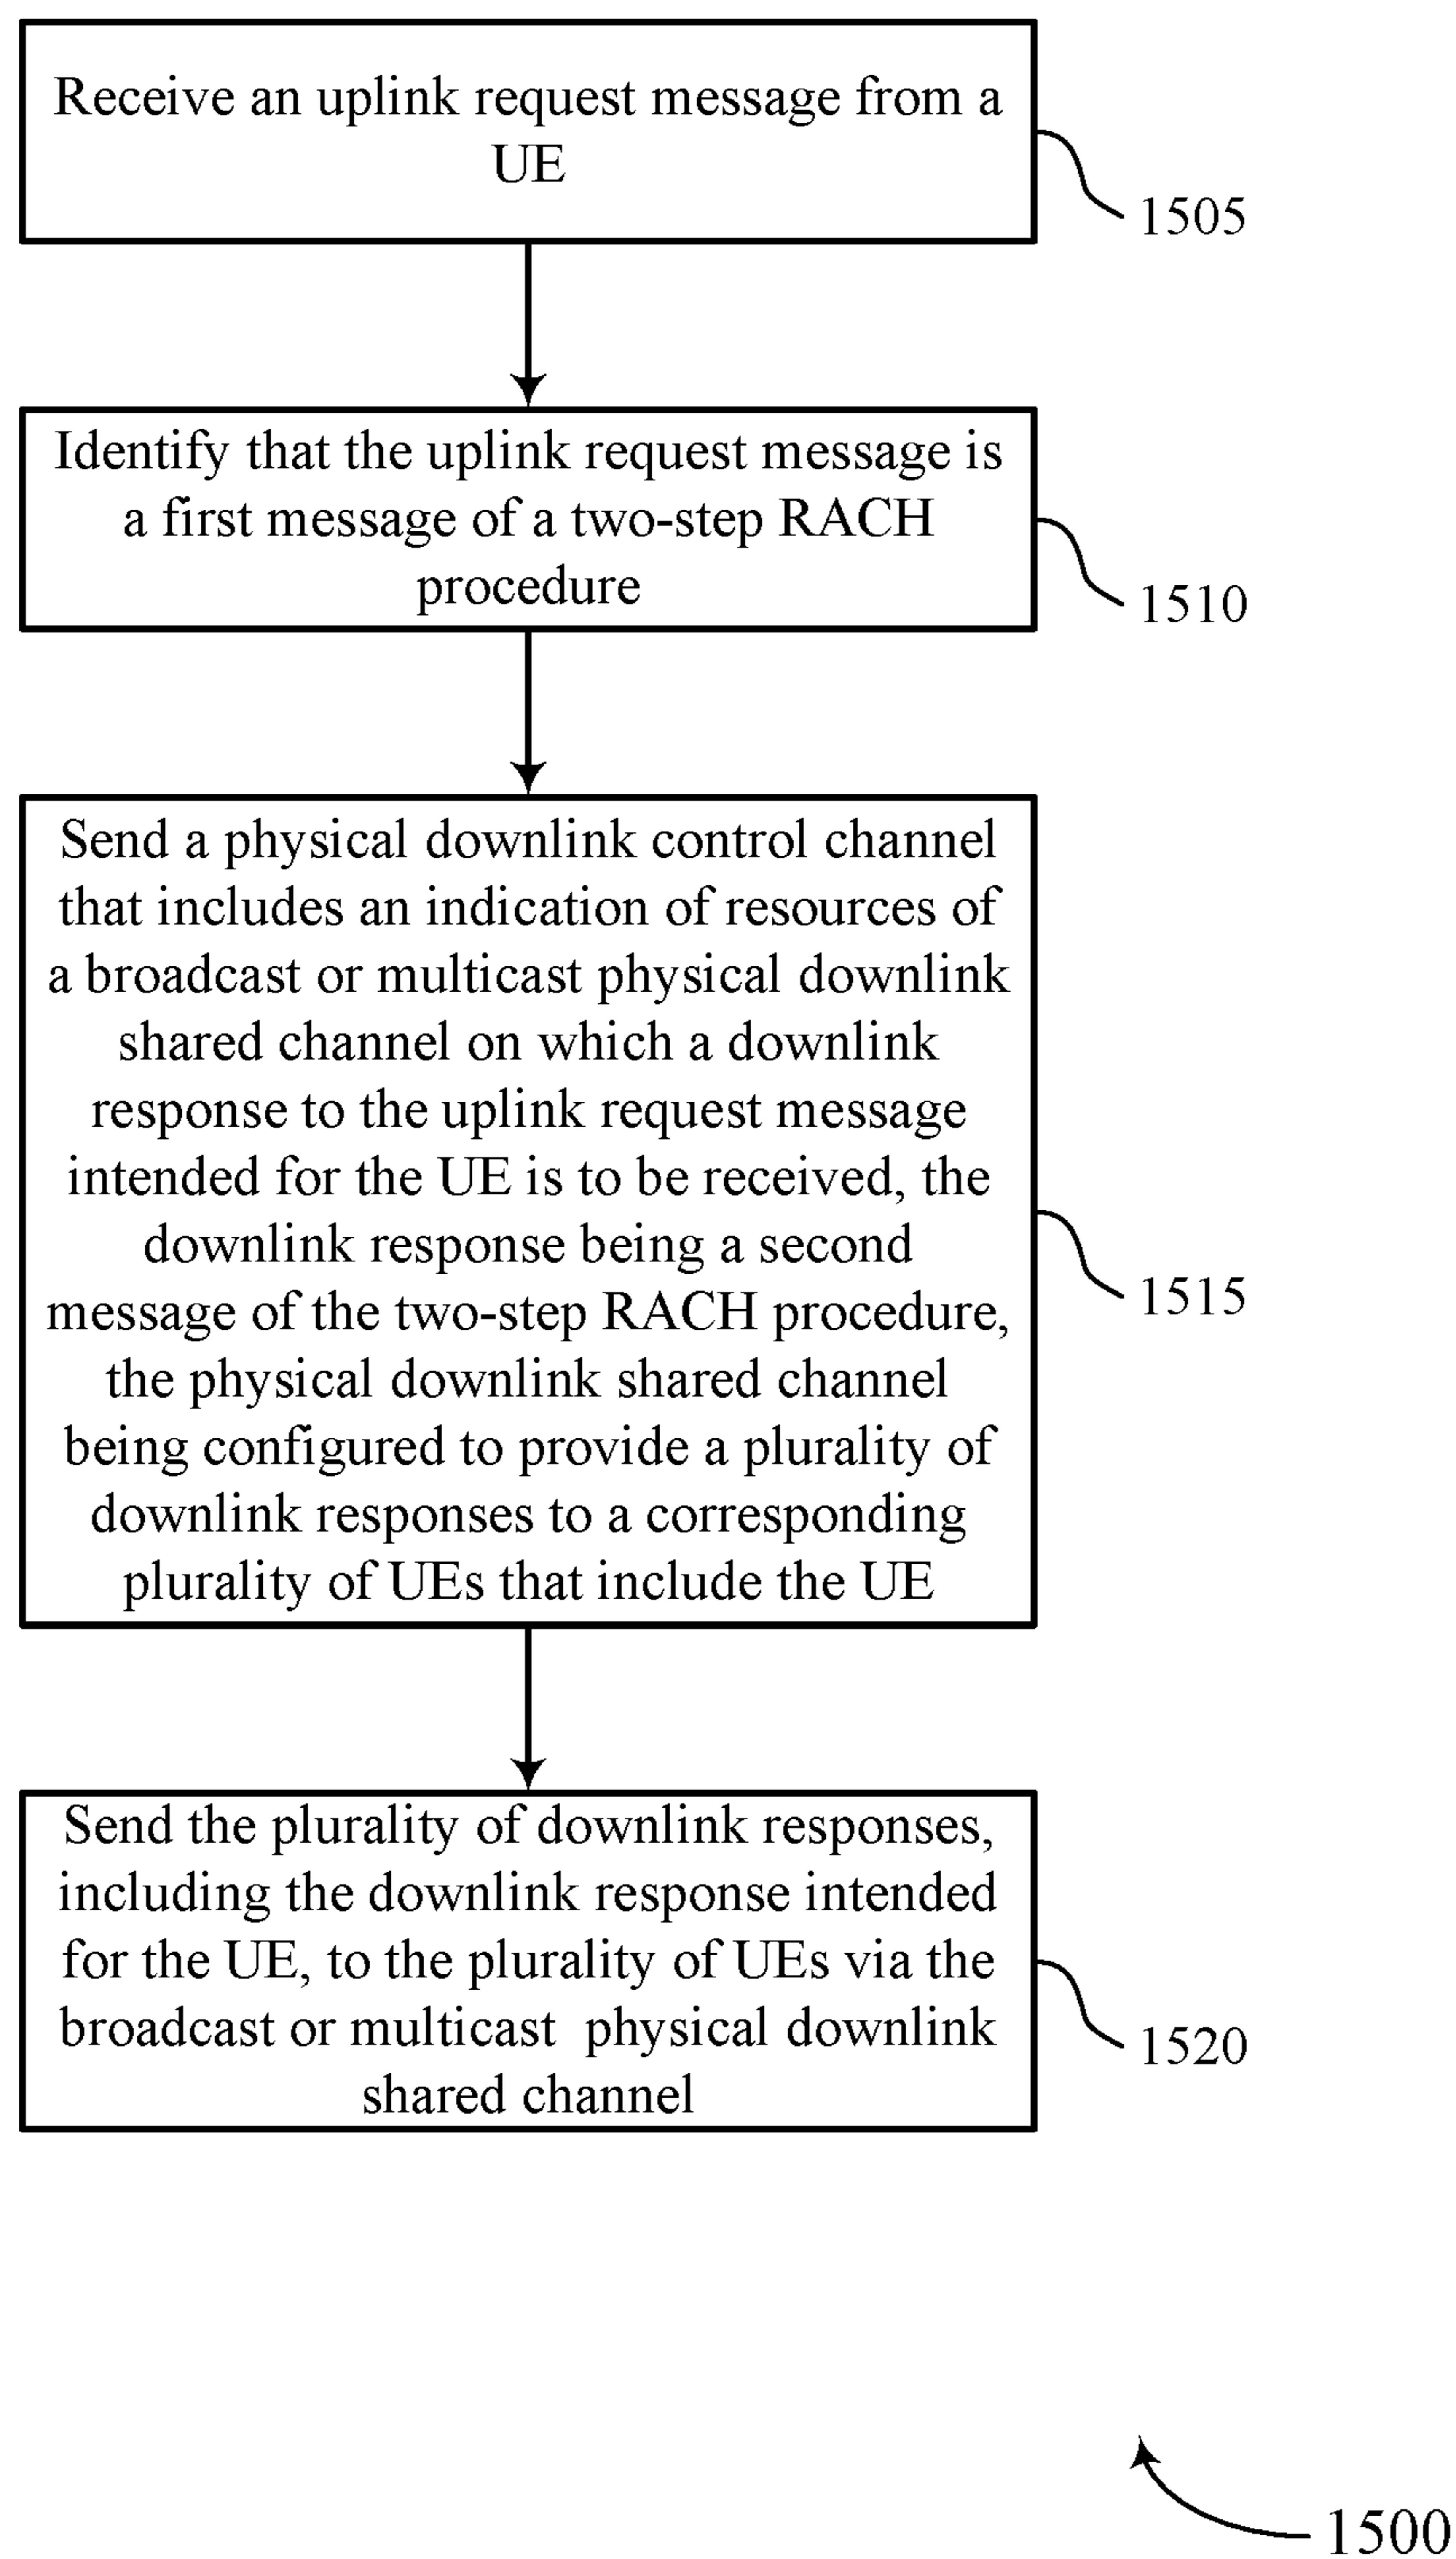 Receive an uplink request message from a
UE
1505
Identify that the uplink request message is
a first message of a two-step RACH
procedure
1510
Send a physical downlink control channel
that includes an indication of resources of
a broadcast or multicast physical downlink
shared channel on which a downlink
response to the uplink request message
intended for the UE is to be received, the
downlink response being a second
message of the two-step RACH procedure,
the physical downlink shared channel
being configured to provide a plurality of
downlink responses to a corresponding
plurality of UEs that include the UE
1515
Send the plurality of downlink responses,
including the downlink response intended
for the UE, to the plurality of UEs via the
broadcast or multicast  physical downlink
shared channel
1520
1500